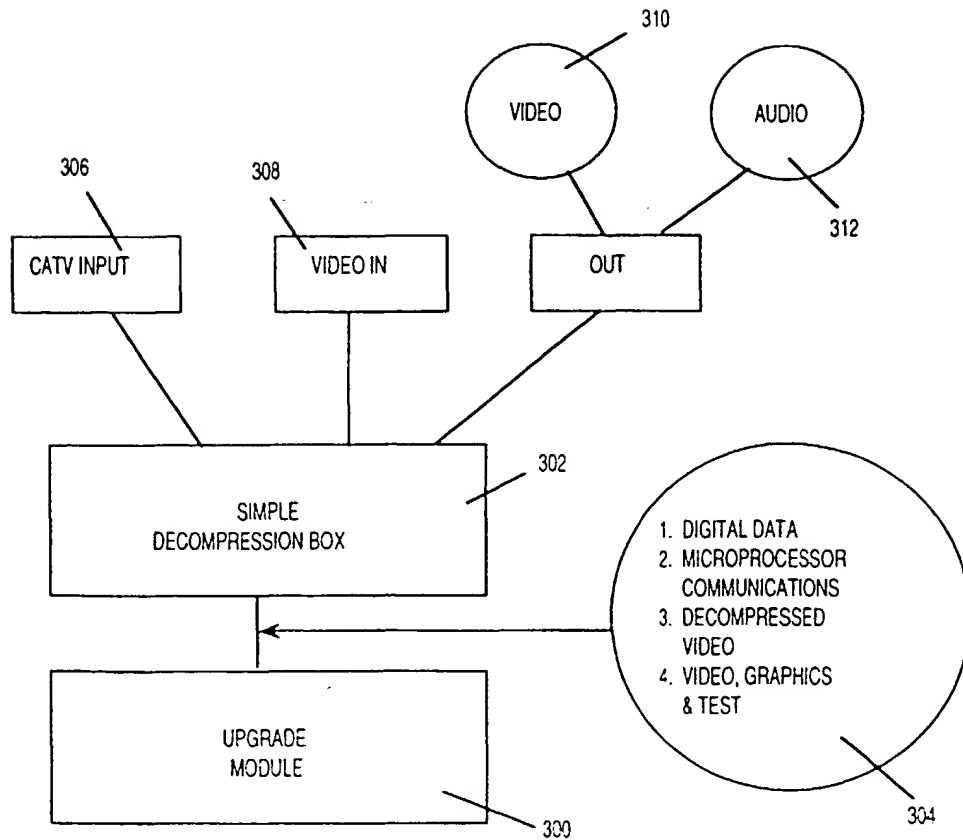 310
VIDEO
AUDIO
306
308
312
CATV INPUT
VIDEO IN
OUT
302
SIMPLE
DECOMPRESSION BOX
1. DIGITAL DATA
2. MICROPROCESSOR
COMMUNICATIONS
3. DECOMPRESSED
VIDEO
4. VIDEO, GRAPHICS
& TEST
UPGRADE
MODULE
300
304